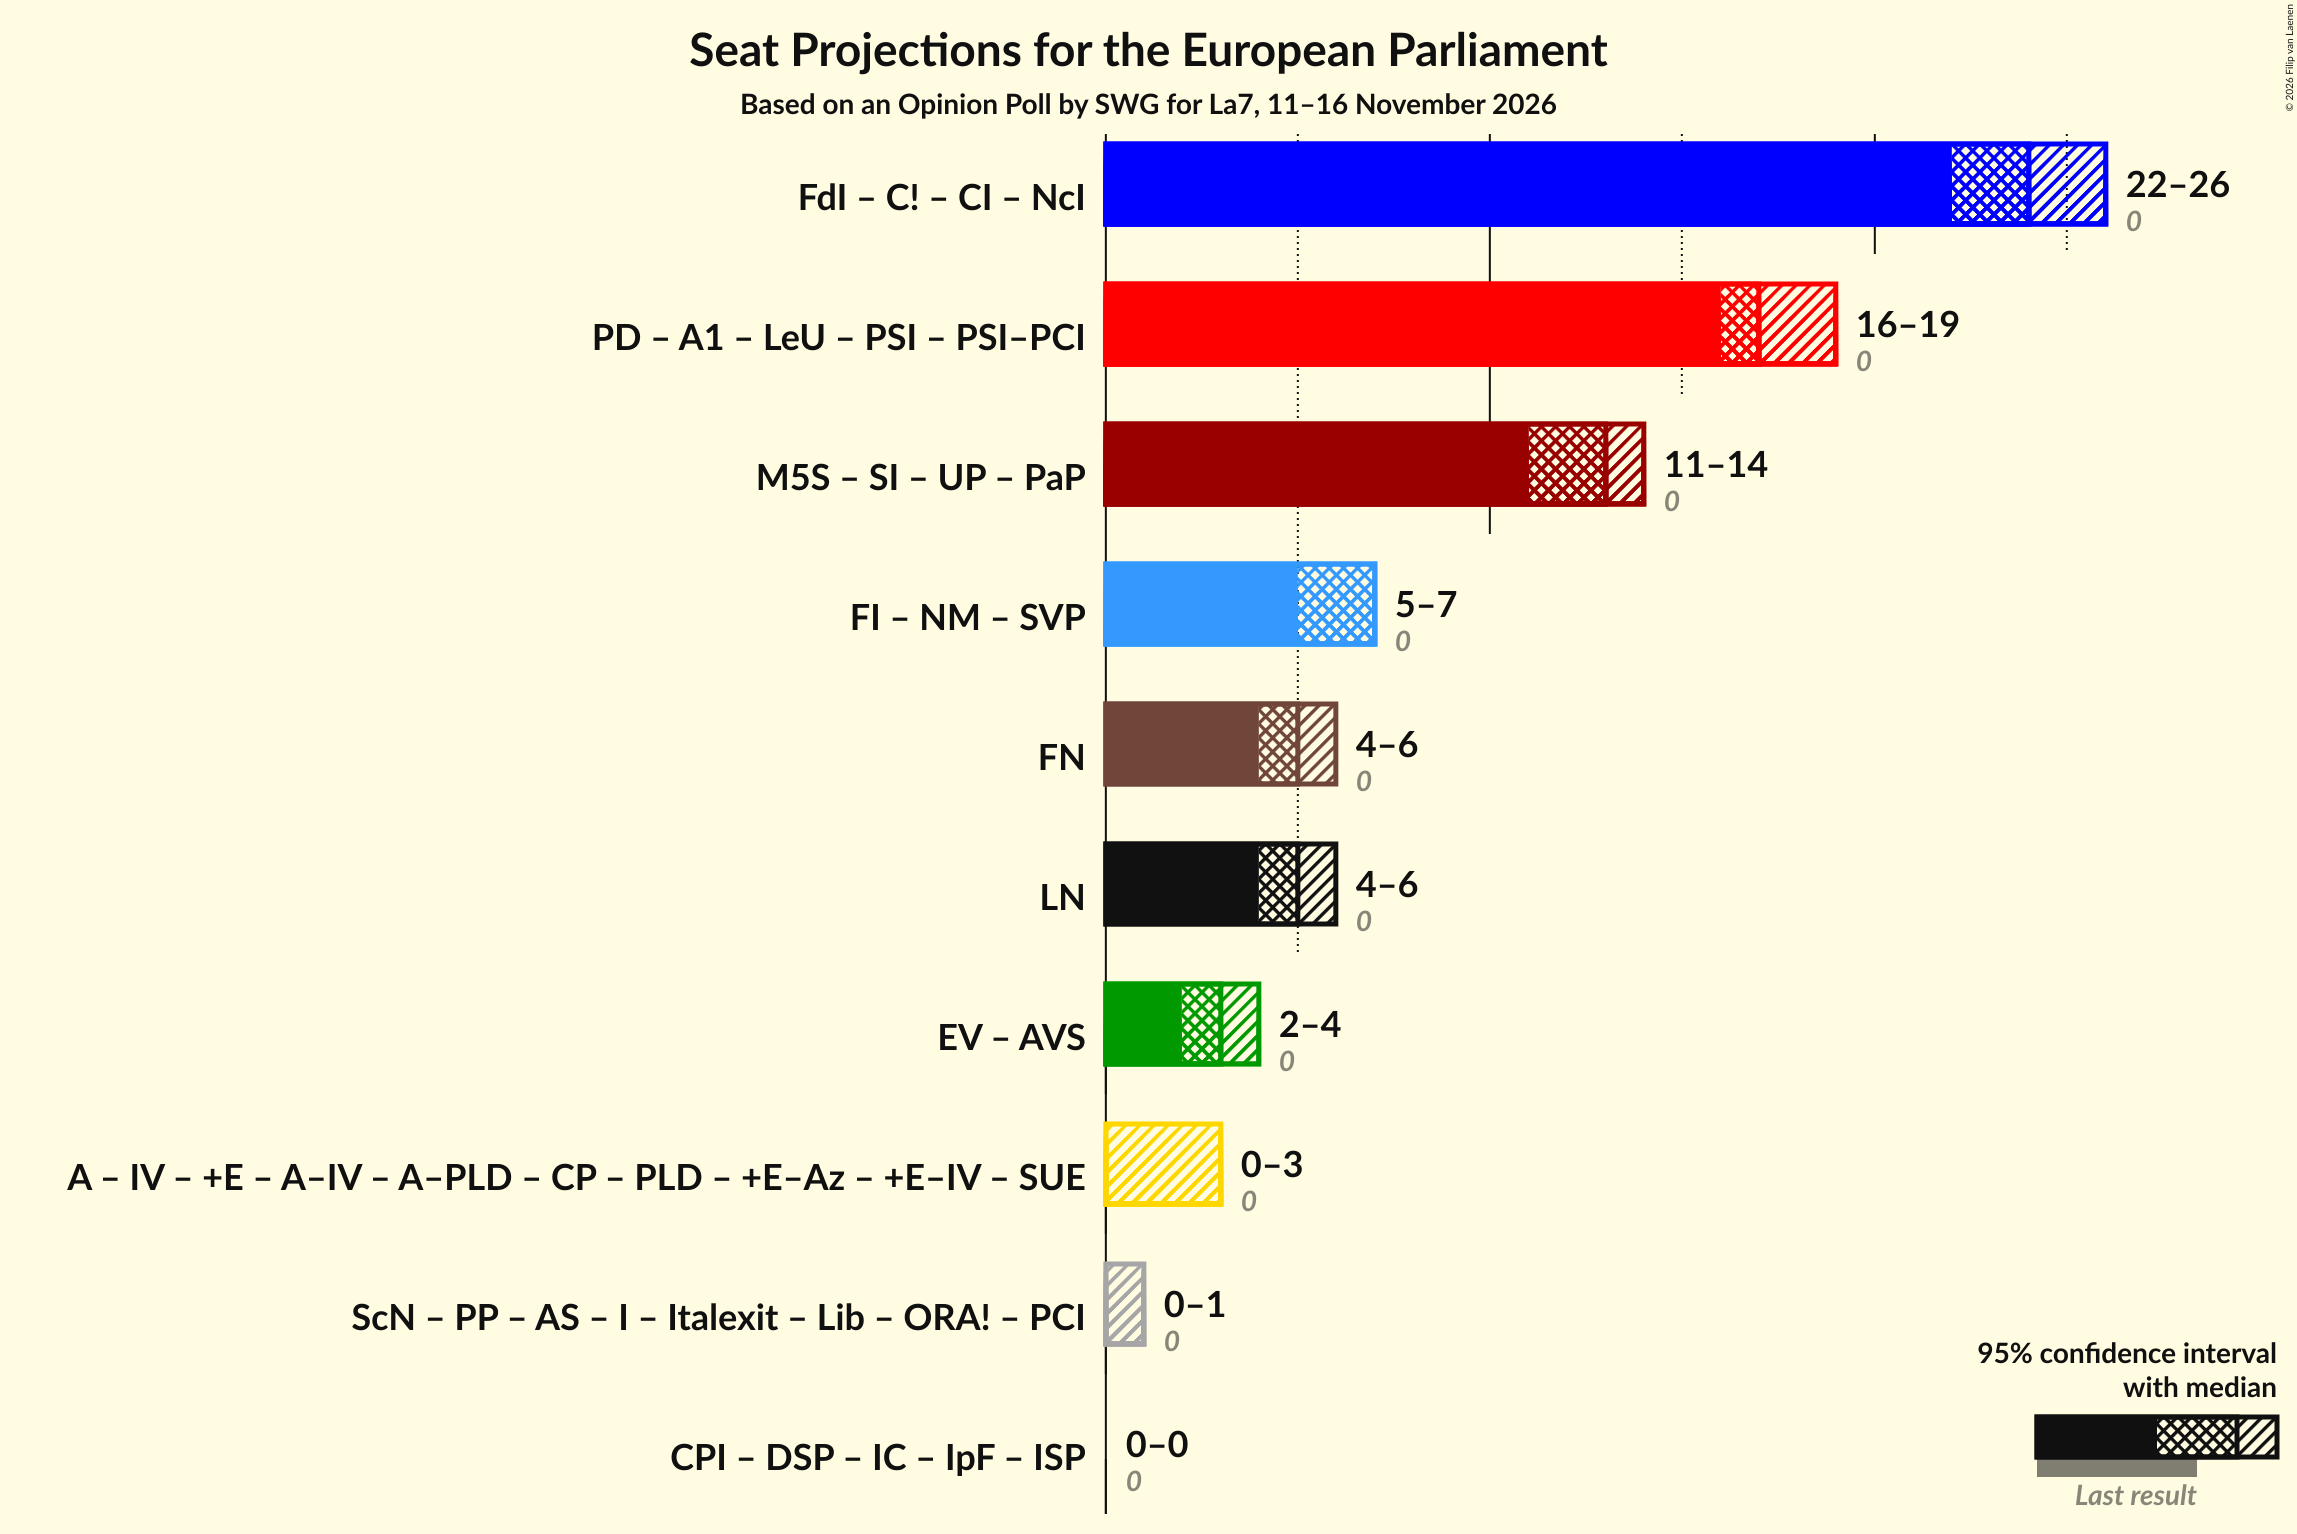 Seat Projections for the European Parliament
Based on an Opinion Poll by SWG for La7, 11–16 November 2026
© 2026 Filip van Laenen
FdI – C! – CI – NcI
22–26
0
PD – A1 – LeU – PSI – PSI–PCI
16–19
0
M5S – SI – UP – PaP
11–14
0
FI – NM – SVP
5–7
0
FN
4–6
0
LN
4–6
0
EV – AVS
2–4
0
A – IV – +E – A–IV – A–PLD – CP – PLD – +E–Az – +E–IV – SUE
0–3
0
ScN – PP – AS – I – Italexit – Lib – ORA! – PCI
0–1
0
CPI – DSP – IC – IpF – ISP
0–0
0
95% confidence interval
with median
Last result